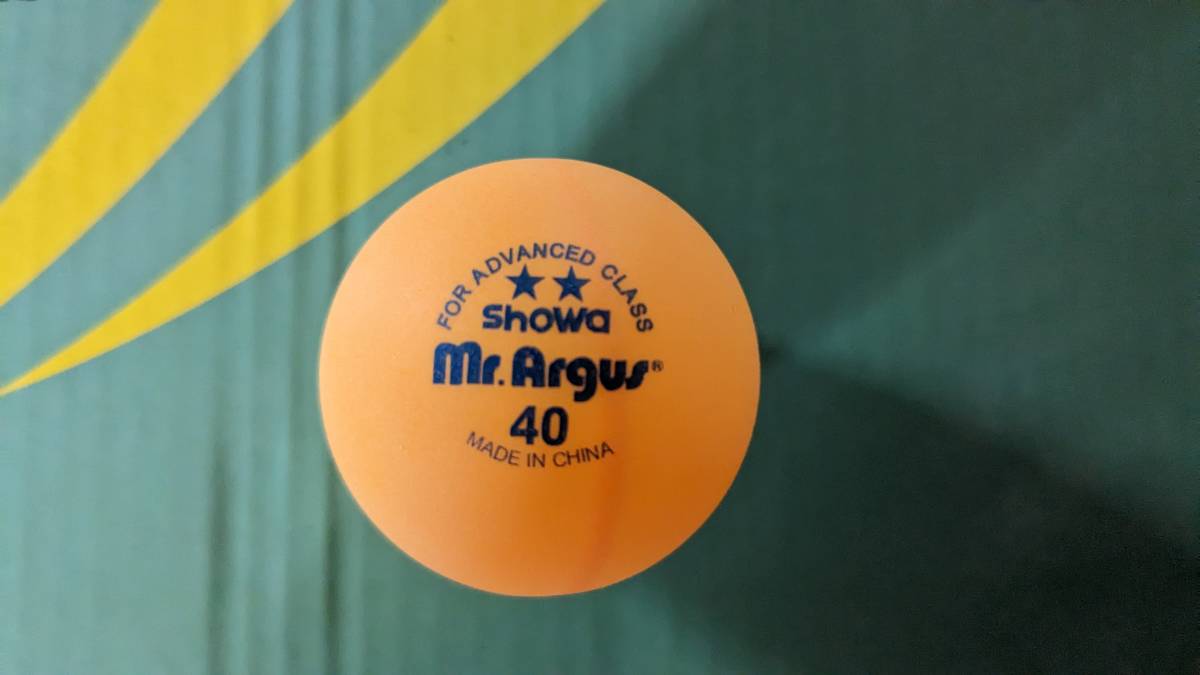 FOR ADVANCED CLASS
★★
showa
Mr. Argus®
40
MADE IN CHINA